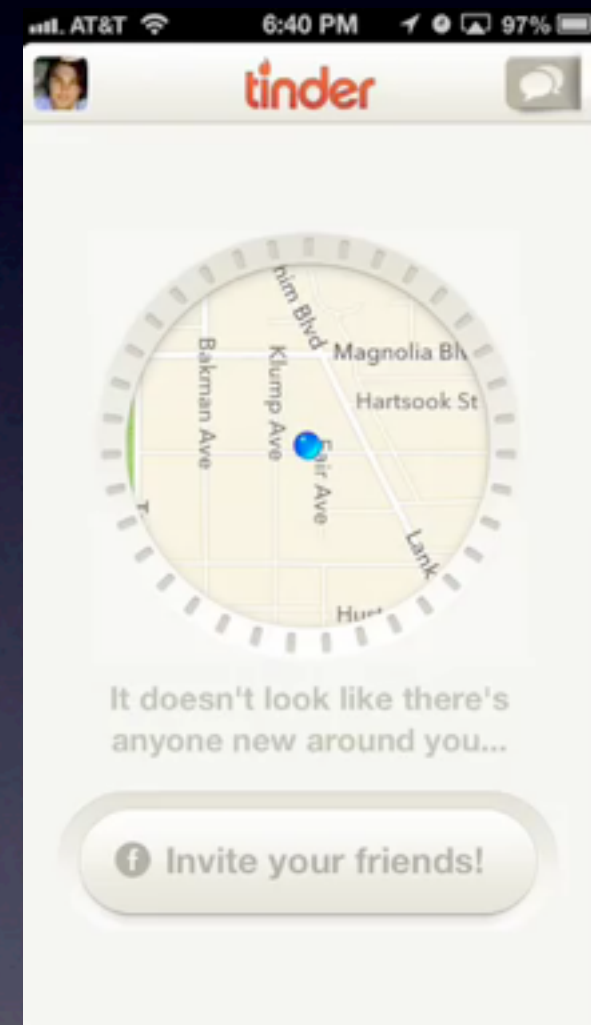 AT&T 6:40 PM 97%
tinder
him Blvd
Magnolia Bl
Bakman Ave
Klump Ave
Hartsook St
Fair Ave
Lank
It doesn't look like there's
anyone new around you...
f Invite your friends!